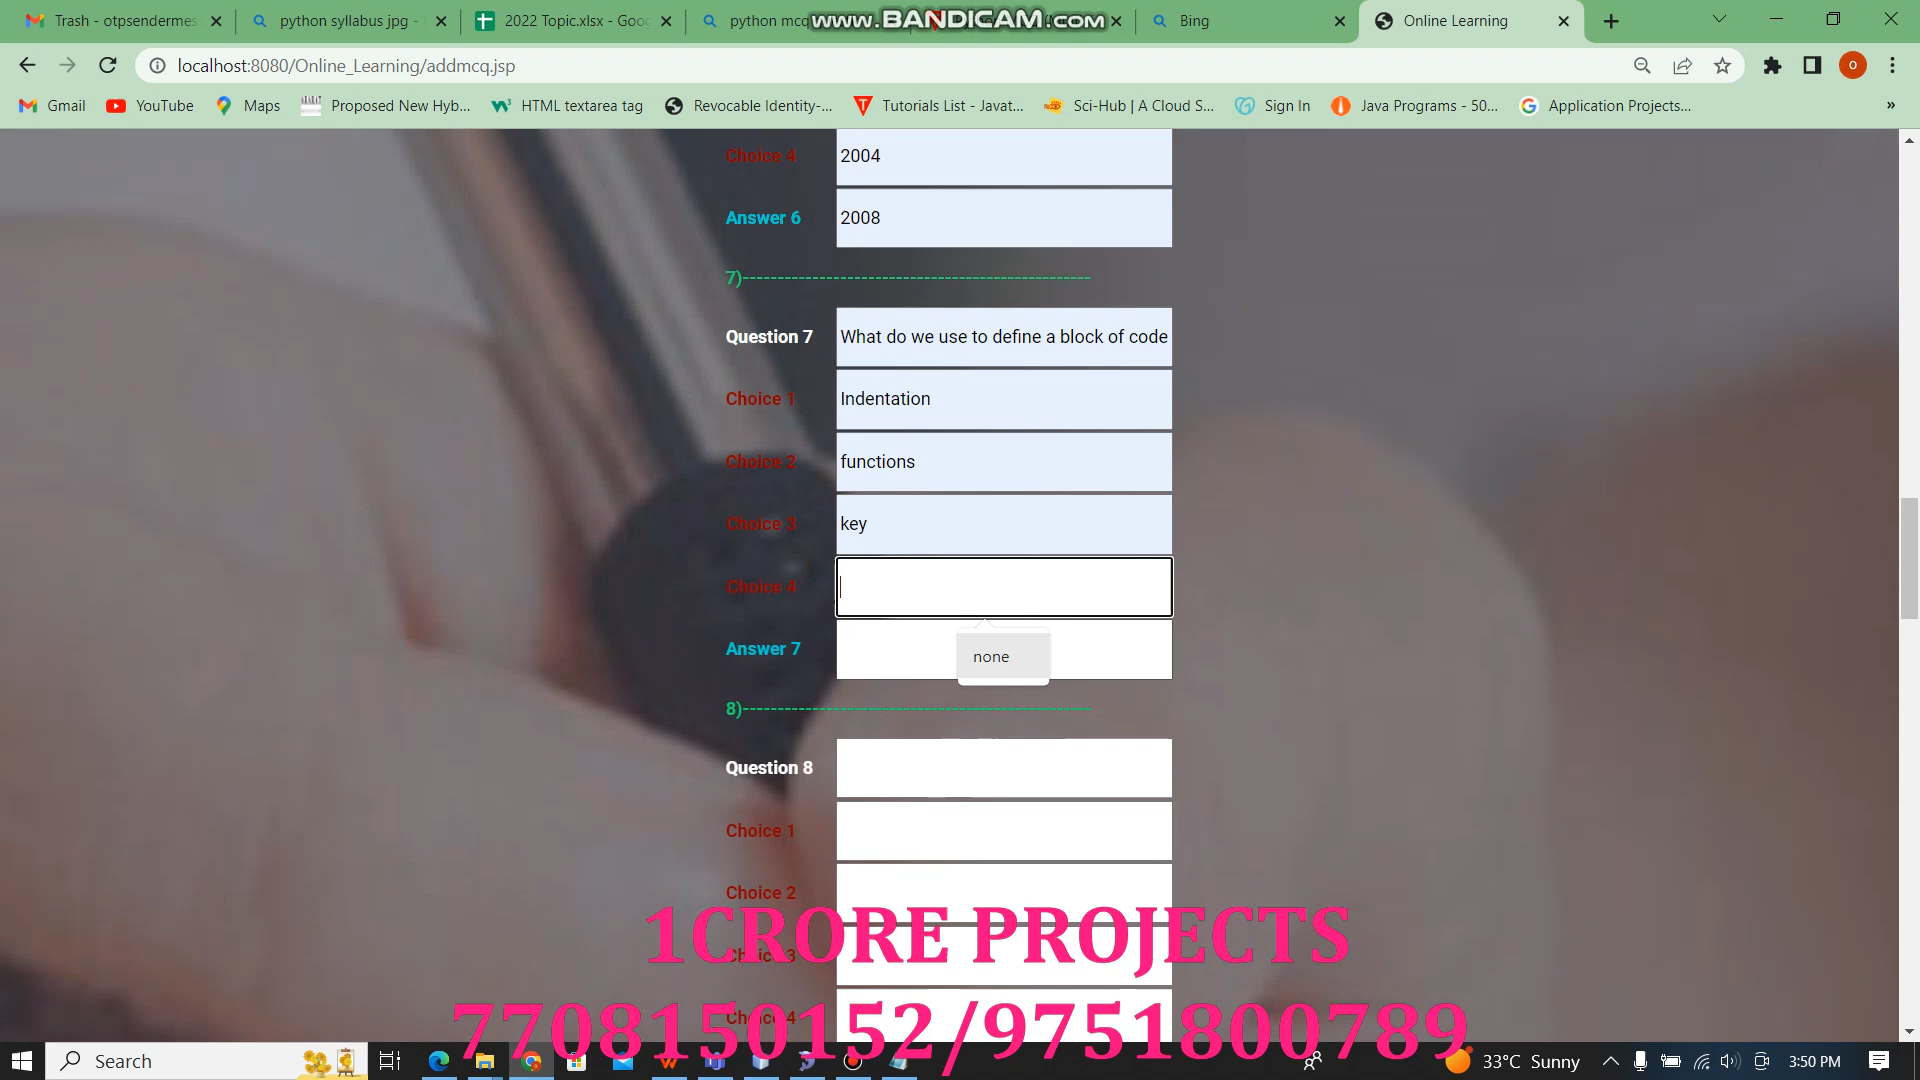 Trash - otpsendermes
python syllabus jpg -
2022 Topic.xlsx - Goo
python mcq
www.BANDICAM.com
Bing
Online Learning
localhost:8080/Online_Learning/addmcq.jsp
o
Gmail
YouTube
Maps
Proposed New Hyb...
HTML textarea tag
Revocable Identity-...
Tutorials List - Javat...
Sci-Hub | A Cloud S...
Sign In
Java Programs - 50...
Application Projects...
»
Choice 4 2004
Answer 6 2008
7)--------------------------------------------------
Question 7 What do we use to define a block of code
Choice 1 Indentation
Choice 2 functions
Choice 3 key
Choice 4
Answer 7
none
8)--------------------------------------------------
Question 8
Choice 1
Choice 2
Choice 3
Choice 4
1CRORE PROJECTS
7708150152/9751800789
Search
33°C Sunny
3:50 PM